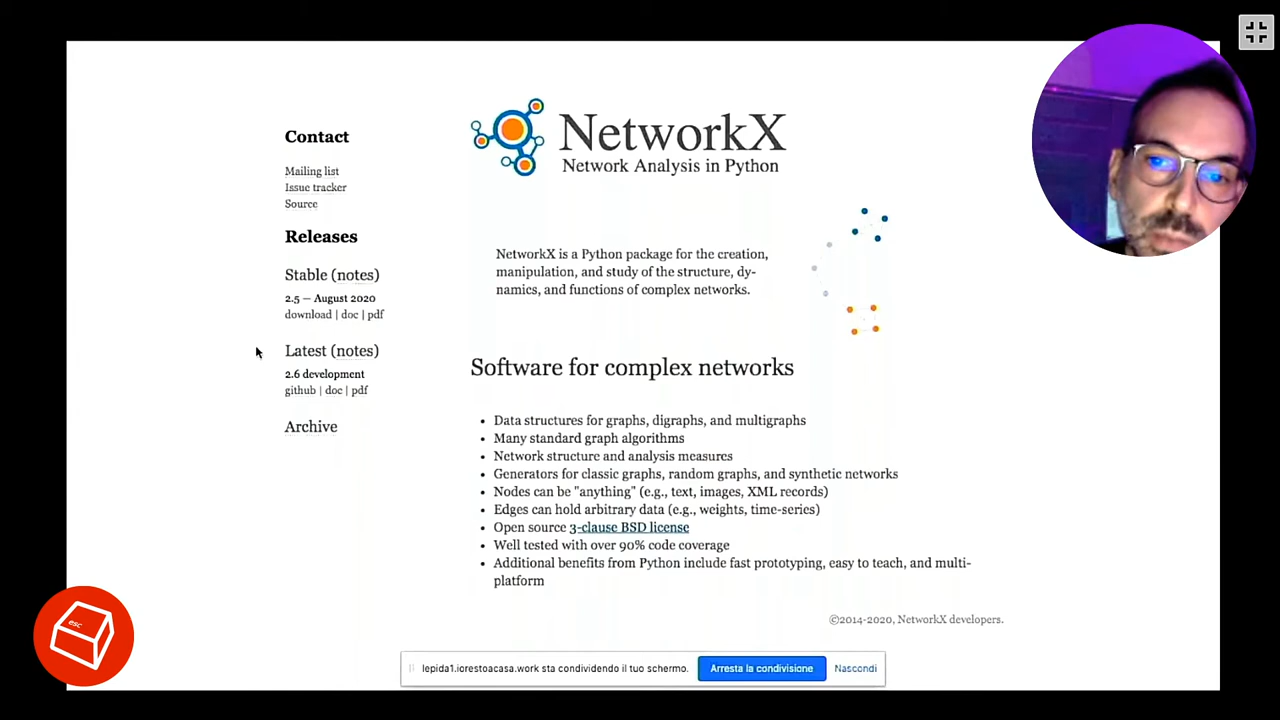 Contact
Mailing list
Issue tracker
Source
Releases
Stable (notes)
2.5 — August 2020
download | doc | pdf
Latest (notes)
2.6 development
github | doc | pdf
Archive
NetworkX
Network Analysis in Python
NetworkX is a Python package for the creation,
manipulation, and study of the structure, dy-
namics, and functions of complex networks.
Software for complex networks
• Data structures for graphs, digraphs, and multigraphs
• Many standard graph algorithms
• Network structure and analysis measures
• Generators for classic graphs, random graphs, and synthetic networks
• Nodes can be "anything" (e.g., text, images, XML records)
• Edges can hold arbitrary data (e.g., weights, time-series)
• Open source 3-clause BSD license
• Well tested with over 90% code coverage
• Additional benefits from Python include fast prototyping, easy to teach, and multi-
platform
©2014-2020, NetworkX developers.
esc
lepida1.iorestoacasa.work sta condividendo il tuo schermo.
Arresta la condivisione
Nascondi